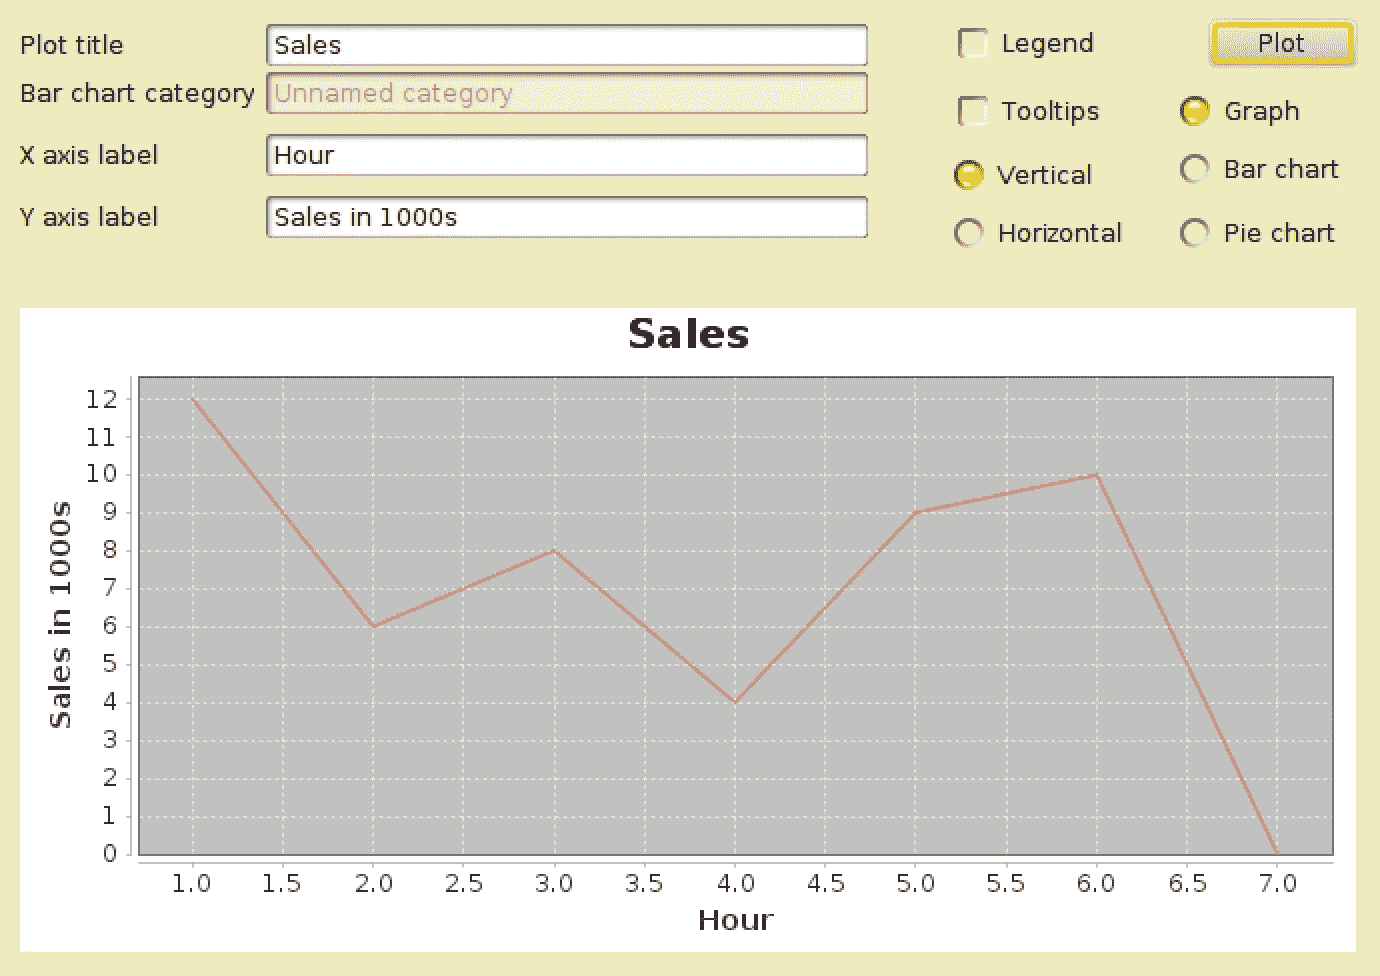 Plot title Sales Legend Plot
Bar chart category Unnamed category
Tooltips Graph
X axis label Hour
Vertical Bar chart
Y axis label Sales in 1000s
Horizontal Pie chart
Sales
12
11
10
9
8
7
6
5
4
3
2
1
0
Sales in 1000s
1.0 1.5 2.0 2.5 3.0 3.5 4.0 4.5 5.0 5.5 6.0 6.5 7.0
Hour